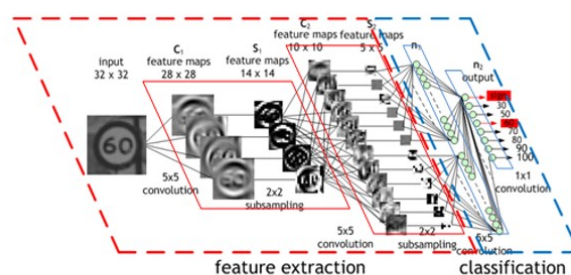 input
32 x 32
C₁
feature maps
28 x 28
S₁
feature maps
14 x 14
C₂
feature maps
10 x 10
S₂
feature maps
5 x 5
n₁
n₂
output
30
50
60
70
80
90
100
5x5
convolution
2x2
subsampling
5x5
convolution
2x2
subsampling
6x5
convolution
1x1
convolution
feature extraction
classification